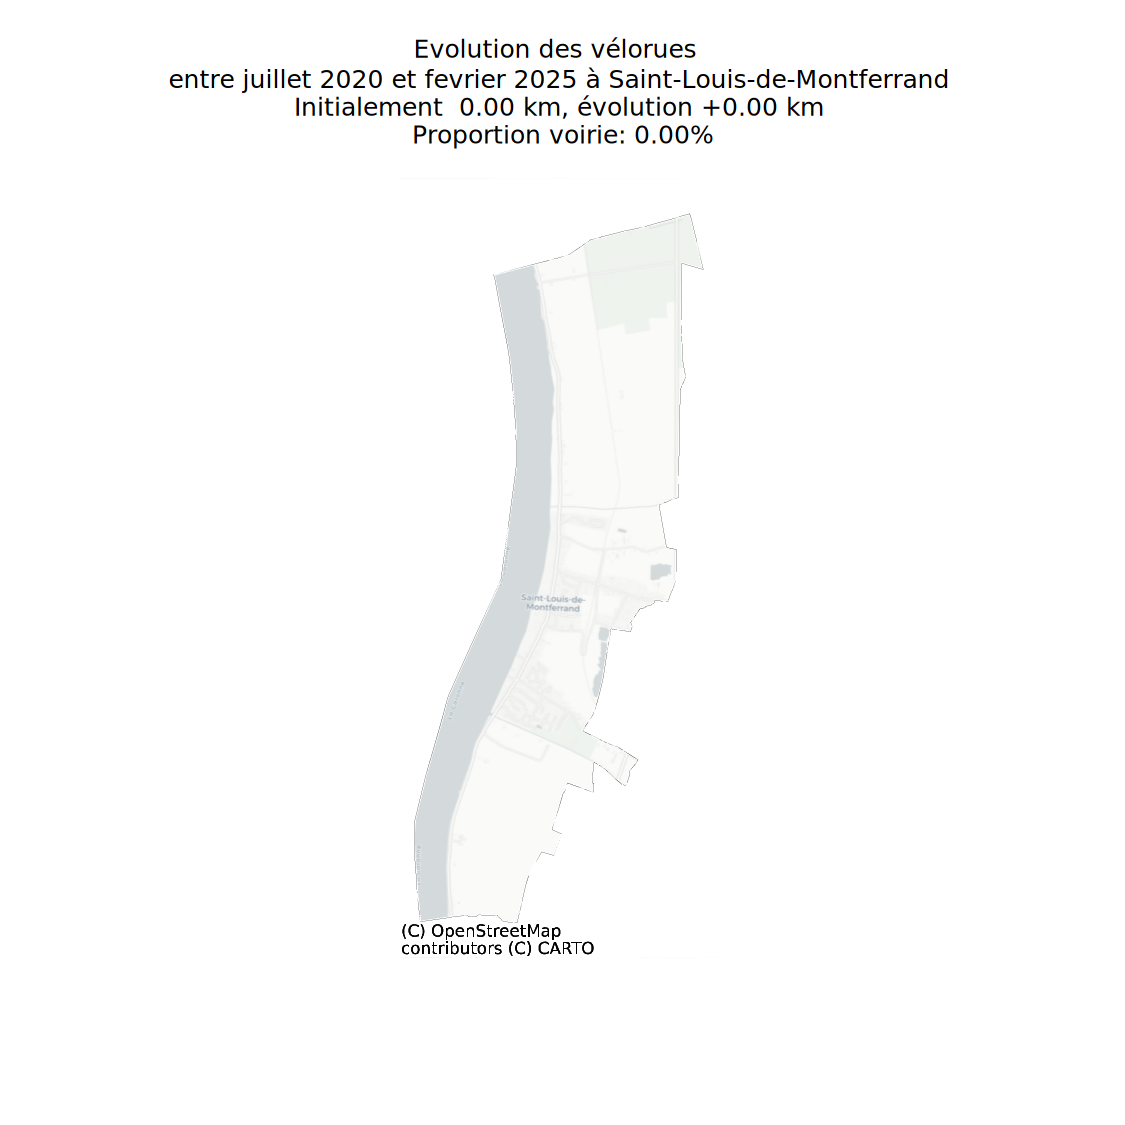 Evolution des vélorues
entre juillet 2020 et fevrier 2025 à Saint-Louis-de-Montferrand
Initialement  0.00 km, évolution +0.00 km
Proportion voirie: 0.00%
Saint-Louis-de-
Montferrand
(C) OpenStreetMap
contributors (C) CARTO